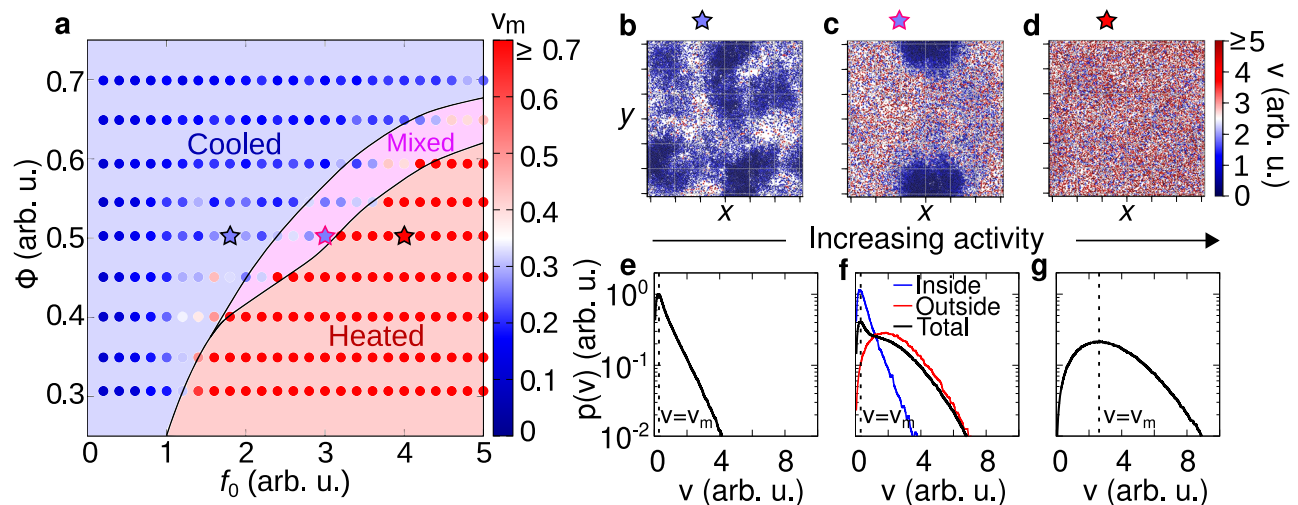 a
v_m
≥ 0.7
0.6
0.5
0.4
0.3
0.2
0.1
0
Φ (arb. u.)
0.7
0.6
0.5
0.4
0.3
Cooled
Mixed
Heated
0 1 2 3 4 5
f_0 (arb. u.)
b
c
d
y
x
x
x
≥5
4
3
2
1
0
v (arb. u.)
Increasing activity
e
f
g
p(v) (arb. u.)
10^0
10^-1
10^-2
v=v_m
0 4 8
v (arb. u.)
Inside
Outside
Total
v=v_m
0 4 8
v (arb. u.)
v=v_m
0 4 8
v (arb. u.)